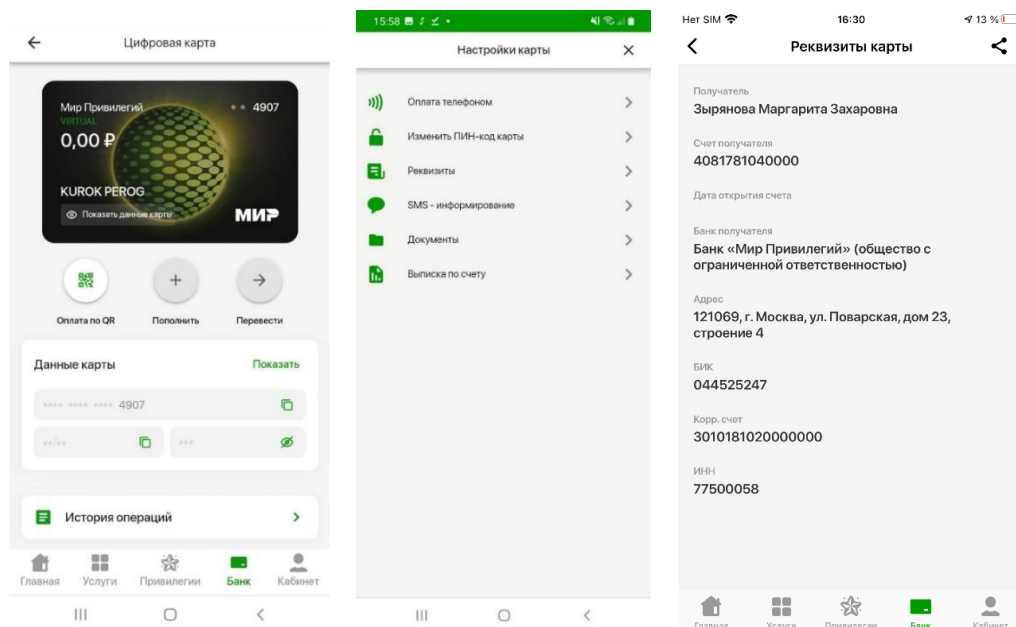 Цифровая карта
Мир Привилегий
4907
VIRTUAL
0,00 ₽
KUROK PEROG
Показать данные карты
МИР
Оплата по QR
Пополнить
Перевести
Данные карты
Показать
•••• •••• •••• 4907
••/••
•••
История операций
Главная
Услуги
Привилегии
Банк
Кабинет
15:58
Настройки карты
Оплата телефоном
Изменить ПИН-код карты
Реквизиты
SMS - информирование
Документы
Выписка по счету
Нет SIM
16:30
13 %
Реквизиты карты
Получатель
Зырянова Маргарита Захаровна
Счет получателя
4081781040000
Дата открытия счета
Банк получателя
Банк «Мир Привилегий» (общество с
ограниченной ответственностью)
Адрес
121069, г. Москва, ул. Поварская, дом 23,
строение 4
БИК
044525247
Корр. счет
3010181020000000
ИНН
77500058
Главная
Услуги
Привилегии
Банк
Кабинет